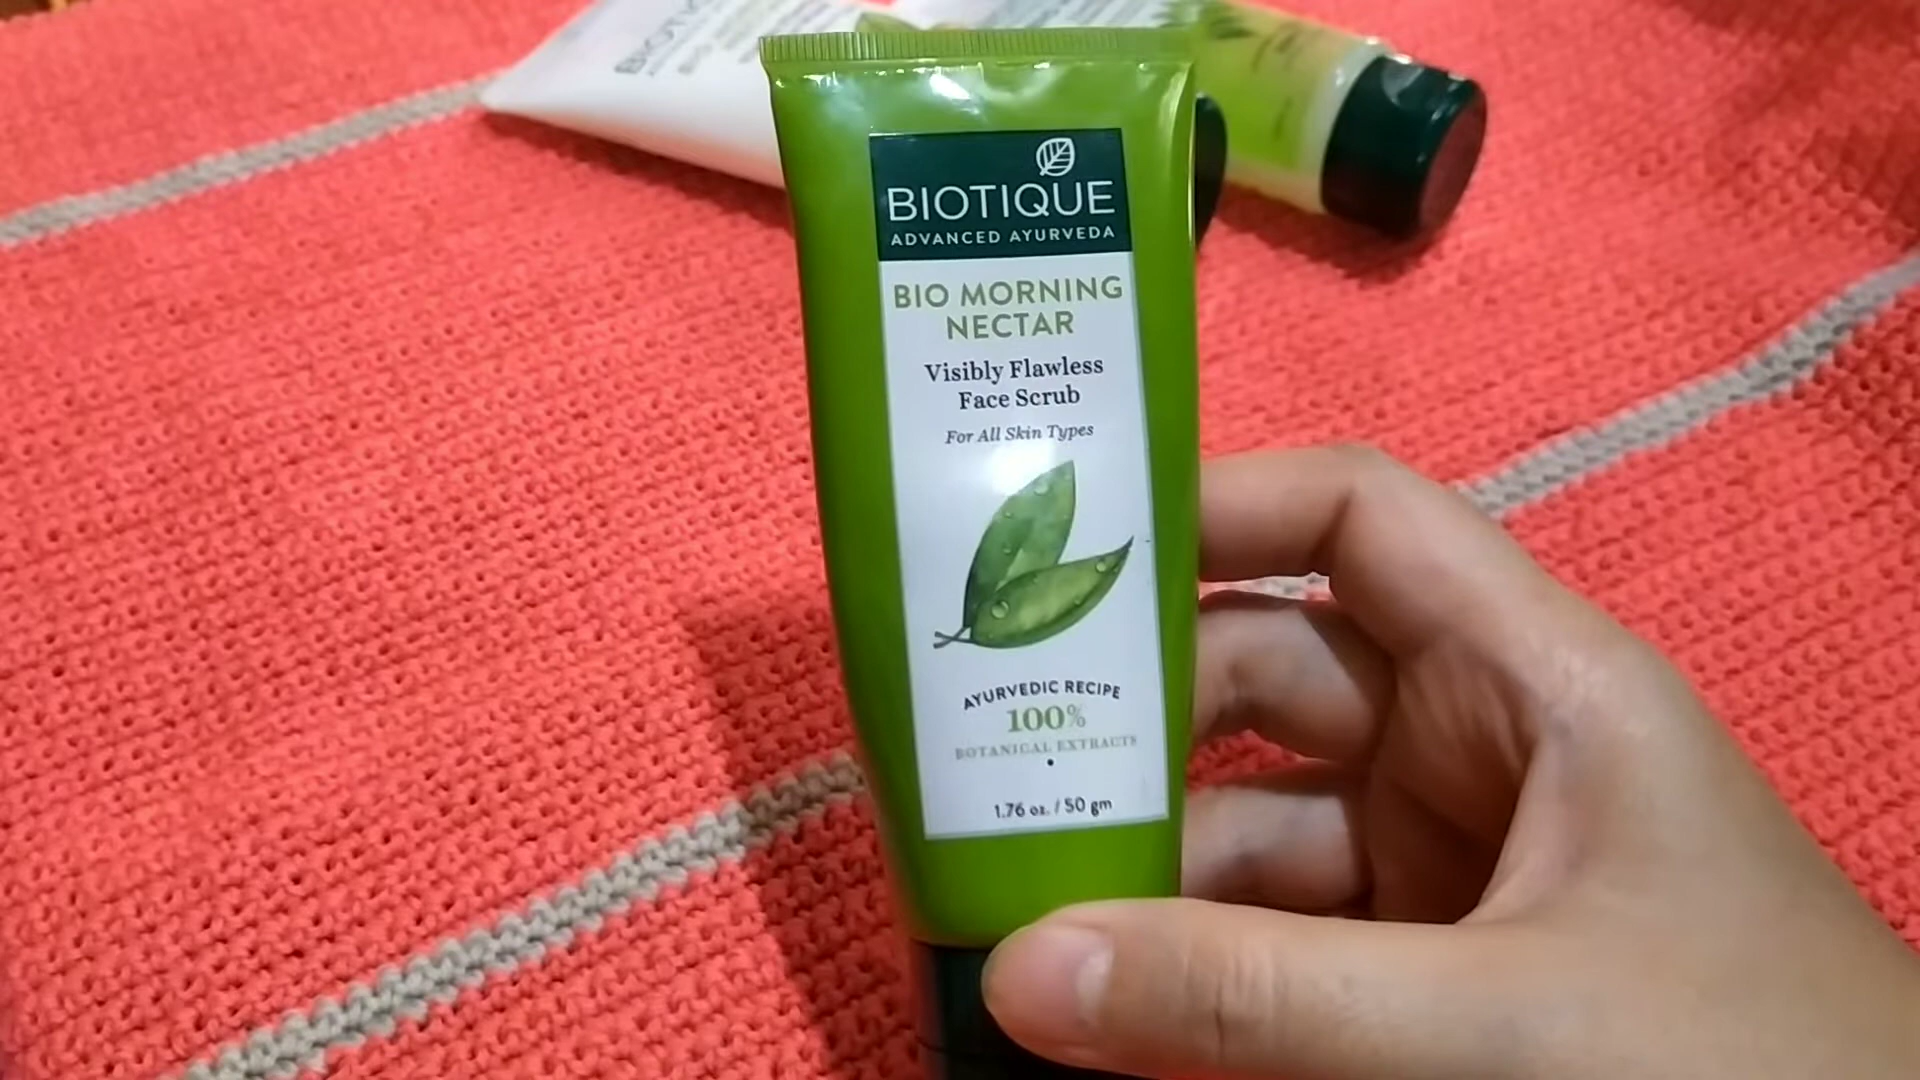 BIOTIQUE
ADVANCED AYURVEDA
BIO MORNING
NECTAR
Visibly Flawless
Face Scrub
For All Skin Types
AYURVEDIC RECIPE
100%
BOTANICAL EXTRACTS
1.76 oz. / 50 gm